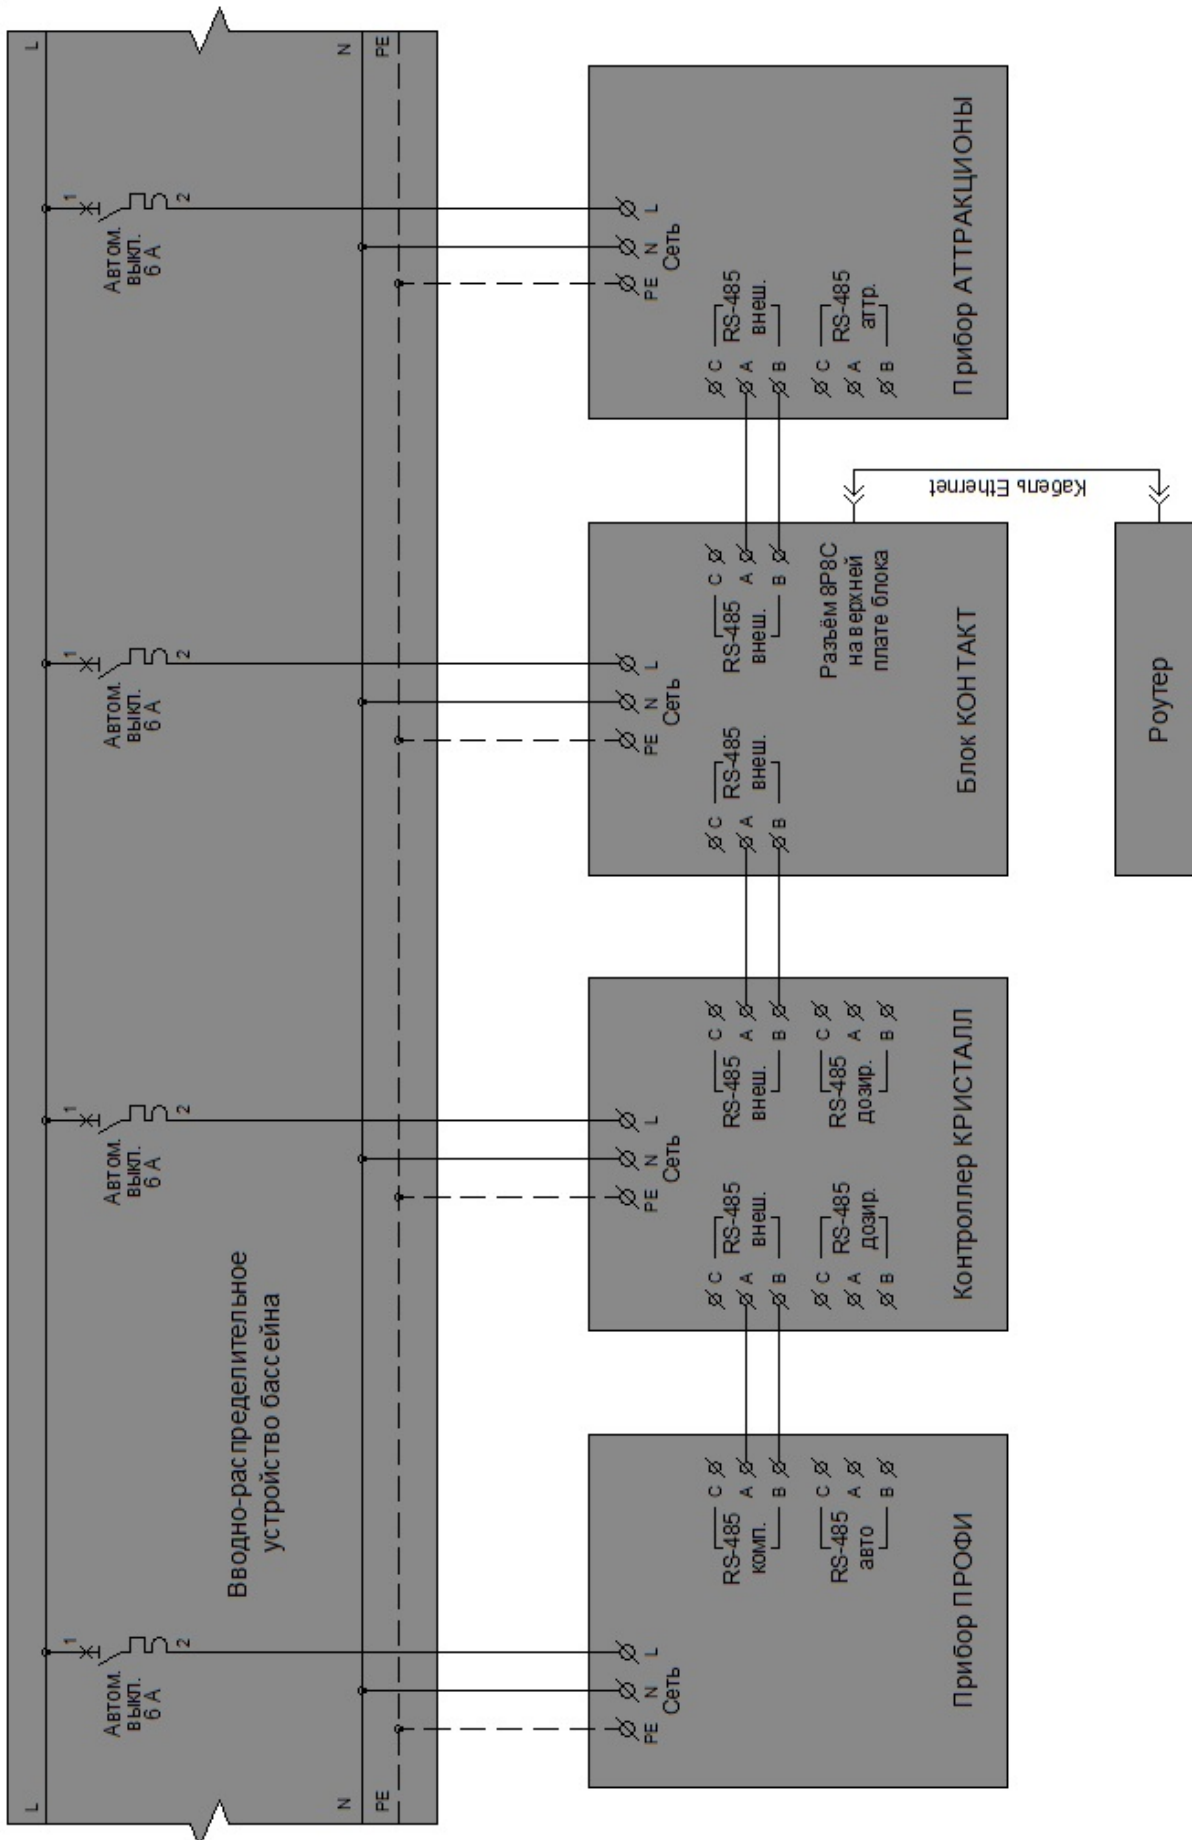 L
N
PE
L
N
PE
Вводно-распределительное
устройство бассейна
Автом.
выкл.
6 А
1
2
Автом.
выкл.
6 А
1
2
Автом.
выкл.
6 А
1
2
Автом.
выкл.
6 А
1
2
PE
N
L
Сеть
RS-485
комп.
C
A
B
RS-485
авто
C
A
B
Прибор ПРОФИ
PE
N
L
Сеть
C
A
B
RS-485
внеш.
RS-485
внеш.
C
A
B
C
A
B
RS-485
дозир.
RS-485
дозир.
C
A
B
Контроллер КРИСТАЛЛ
PE
N
L
Сеть
C
A
B
RS-485
внеш.
RS-485
внеш.
C
A
B
Разъём 8P8C
на верхней
плате блока
Блок КОНТАКТ
Кабель Ethernet
Роутер
PE
N
L
Сеть
C
A
B
RS-485
внеш.
C
A
B
RS-485
аттр.
Прибор АТТРАКЦИОНЫ